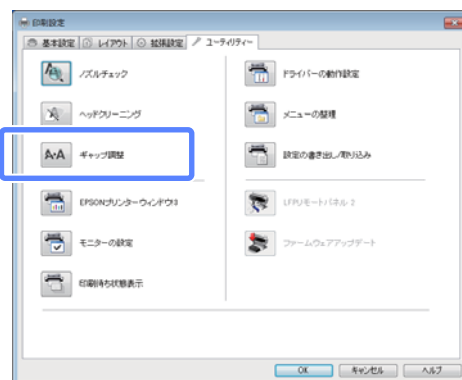 印刷設定
基本設定 レイアウト 拡張設定 ユーティリティー
ノズルチェック
ヘッドクリーニング
A・A ギャップ調整
EPSONプリンターウィンドウ!3
モニターの設定
印刷待ち状態表示
ドライバーの動作設定
メニューの整理
設定の書き出し/取り込み
LFPリモートパネル 2
ファームウェアアップデート
OK キャンセル ヘルプ